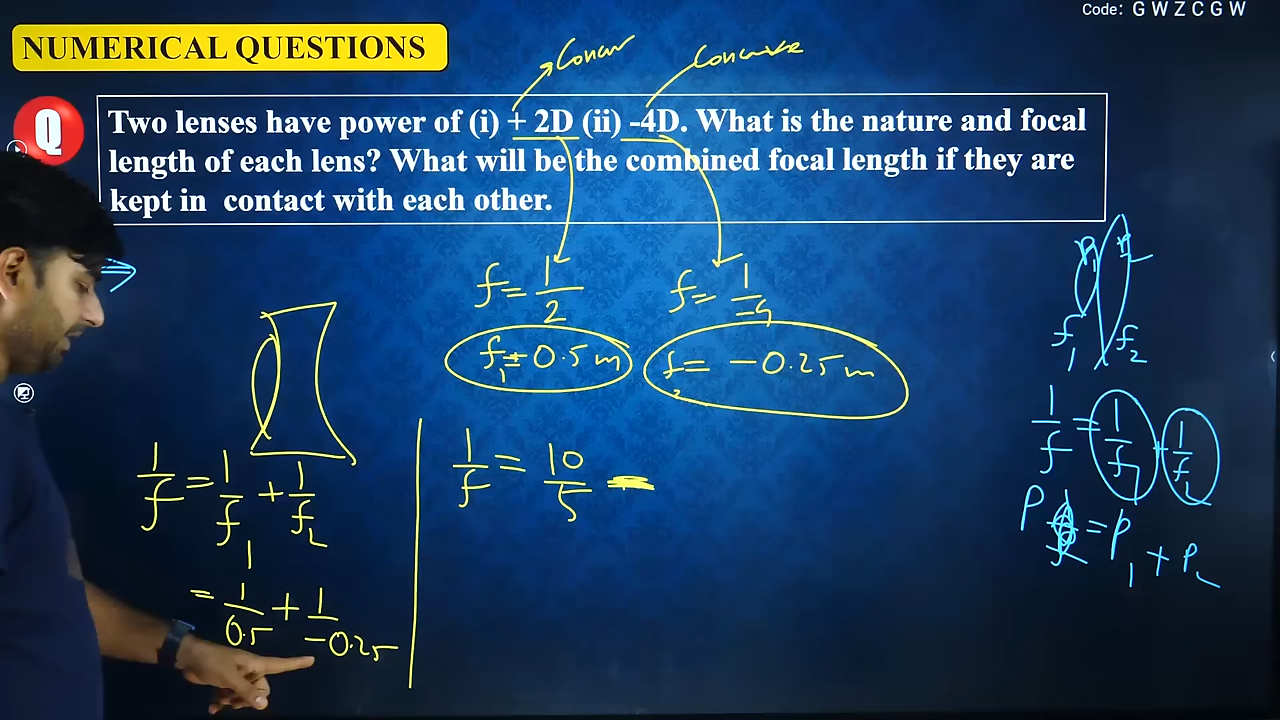 Code: G W Z C G W
NUMERICAL QUESTIONS
Concave
Q
Two lenses have power of (i) + 2D (ii) -4D. What is the nature and focal
length of each lens? What will be the combined focal length if they are
kept in contact with each other.
P₁ P₂
f₁ f₂
f = 1/2
f = 1/-4
f₁ = + 0.5 m
f₂ = - 0.25 m
1/f = 1/f₁ + 1/f₂
= 1/0.5 + 1/-0.25
1/f = 10/5 -
1/f = 1/f₁ + 1/f₂
P = P₁ + P₂